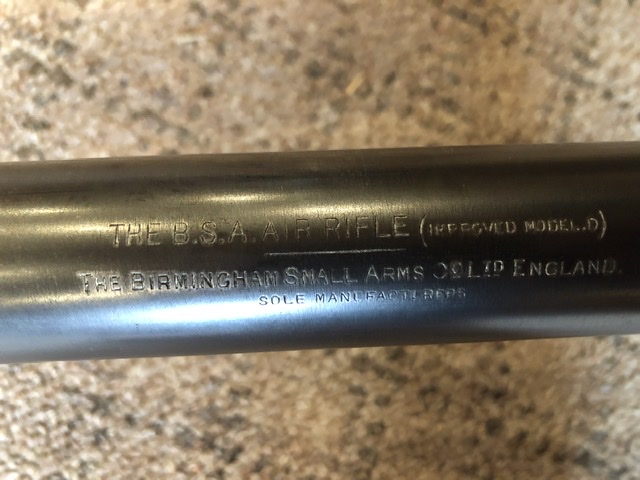 THE B.S.A. AIR RIFLE (IMPROVED MODEL.D)
THE BIRMINGHAM SMALL ARMS CO LTD ENGLAND.
SOLE MANUFACTURERS